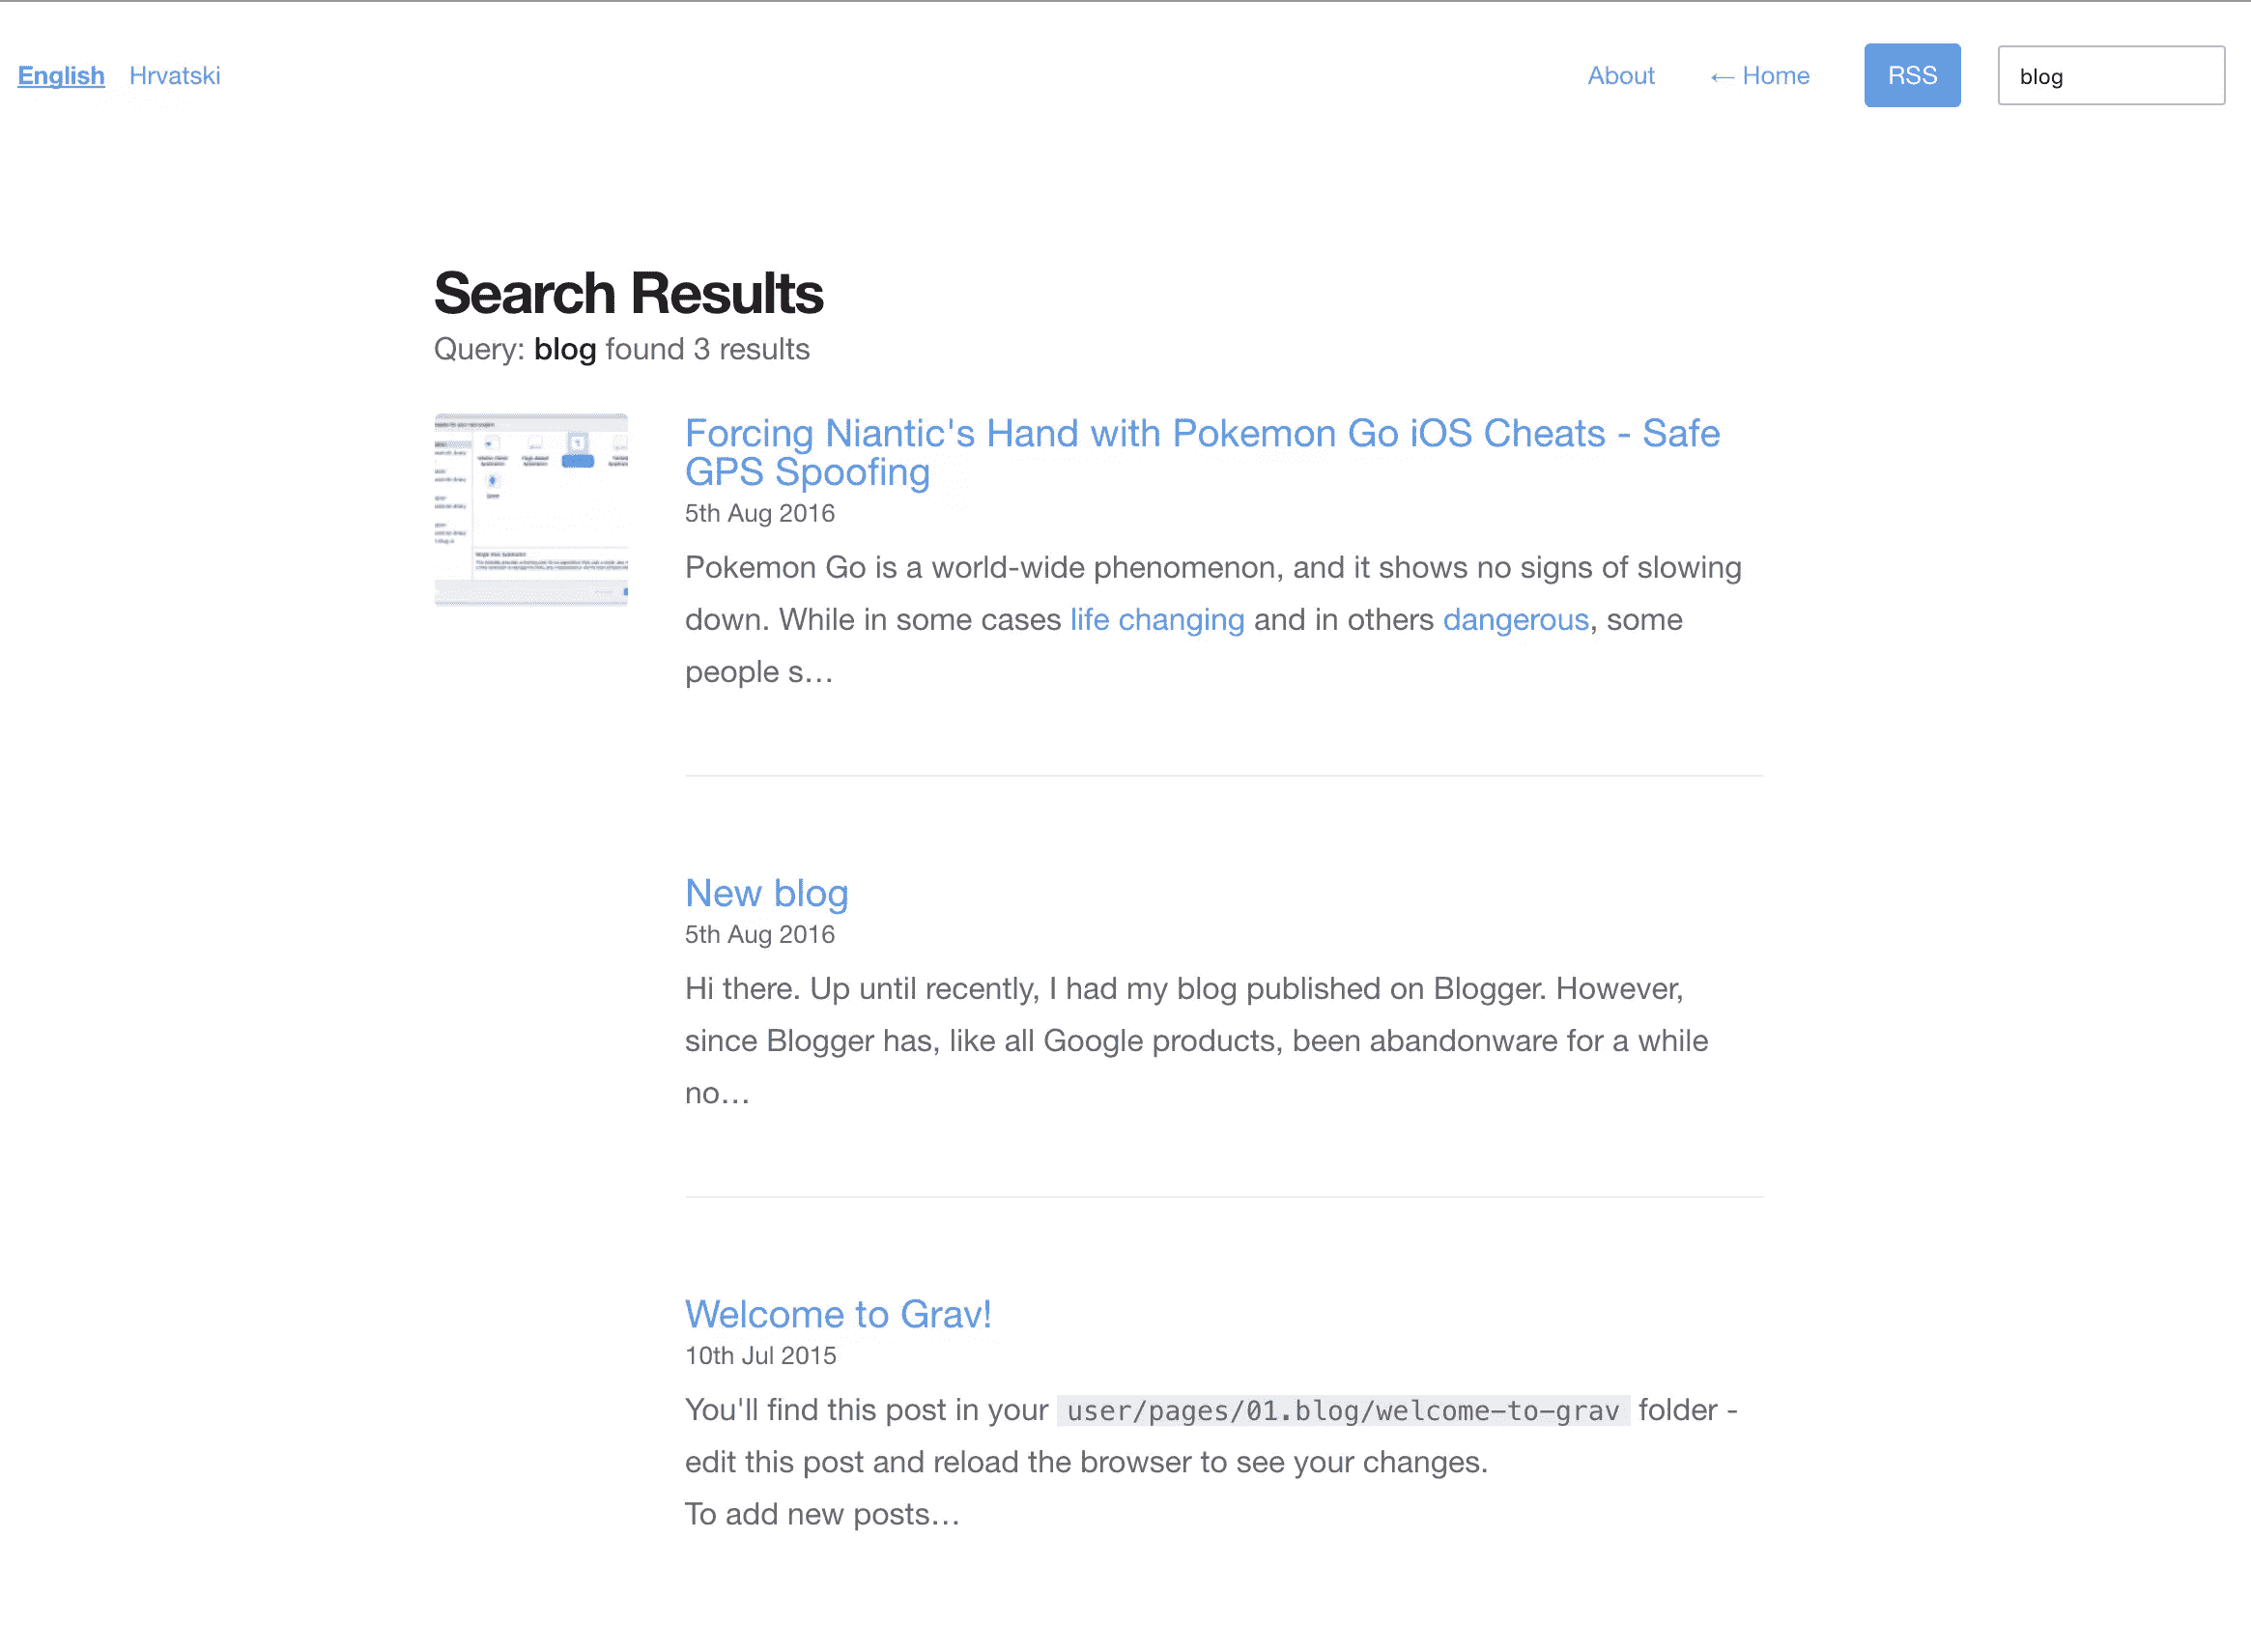 English Hrvatski About ← Home RSS blog
Search Results
Query: blog found 3 results
Forcing Niantic's Hand with Pokemon Go iOS Cheats - Safe
GPS Spoofing
5th Aug 2016
Pokemon Go is a world-wide phenomenon, and it shows no signs of slowing
down. While in some cases life changing and in others dangerous, some
people s…
New blog
5th Aug 2016
Hi there. Up until recently, I had my blog published on Blogger. However,
since Blogger has, like all Google products, been abandonware for a while
no…
Welcome to Grav!
10th Jul 2015
You'll find this post in your user/pages/01.blog/welcome-to-grav folder -
edit this post and reload the browser to see your changes.
To add new posts…